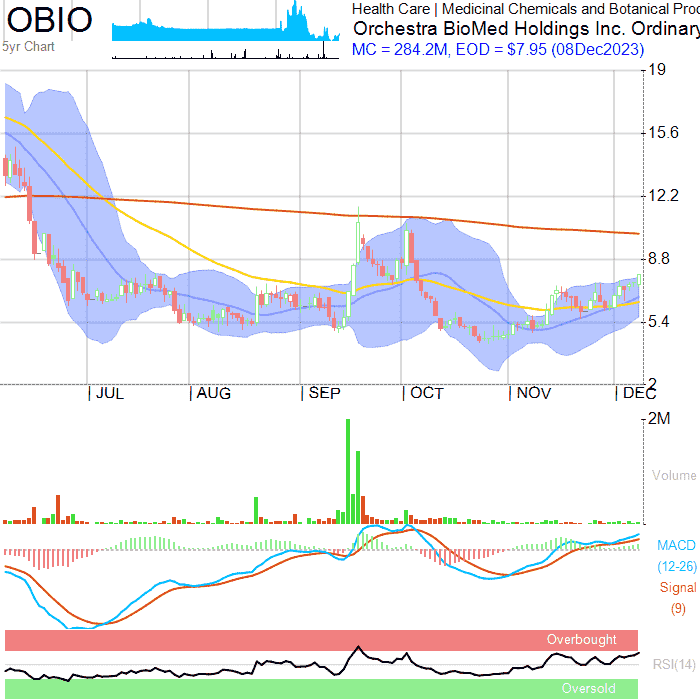 OBIO
5yr Chart
Health Care | Medicinal Chemicals and Botanical Proc
Orchestra BioMed Holdings Inc. Ordinary
MC = 284.2M, EOD = $7.95 (08Dec2023)
19
15.6
12.2
8.8
5.4
2
| JUL | AUG | SEP | OCT | NOV | DEC
2M
Volume
MACD
(12-26)
Signal
(9)
Overbought
RSI(14)
Oversold